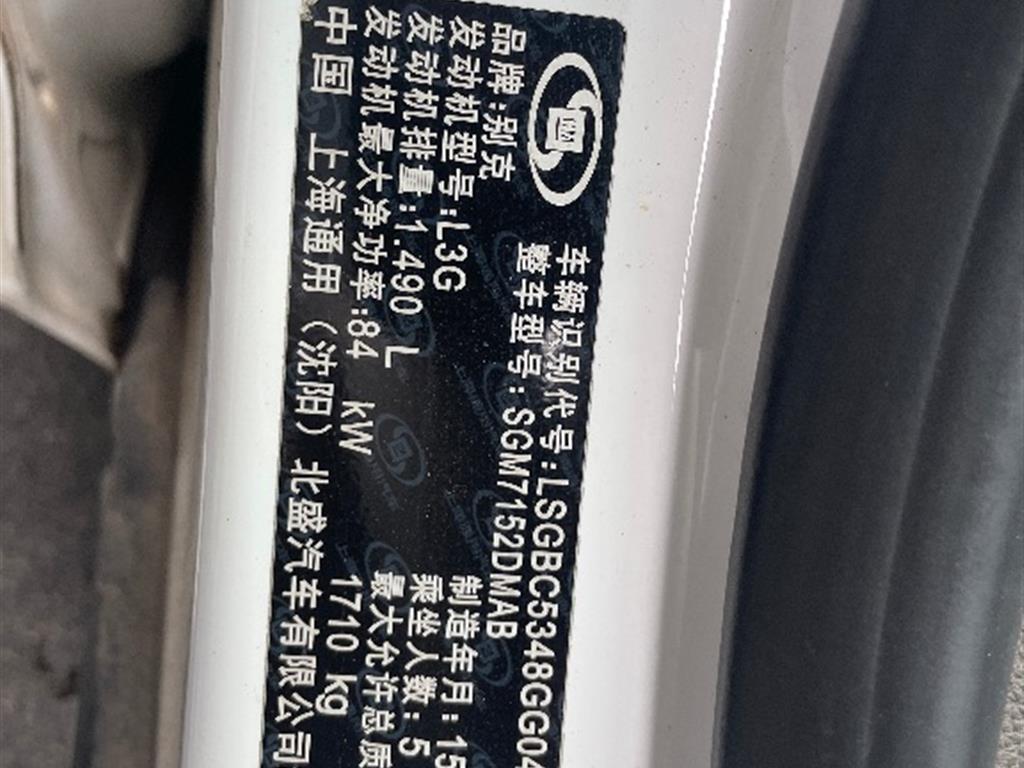 车辆识别代号:LSGBC5348GG04
整车型号:SGM7152DMAB
品牌:别克
发动机型号:L3G
制造年月:15
发动机排量:1.490 L
乘坐人数:5
发动机最大净功率:84 kW
最大允许总质
1710 kg
中国 上海通用(沈阳)北盛汽车有限公司